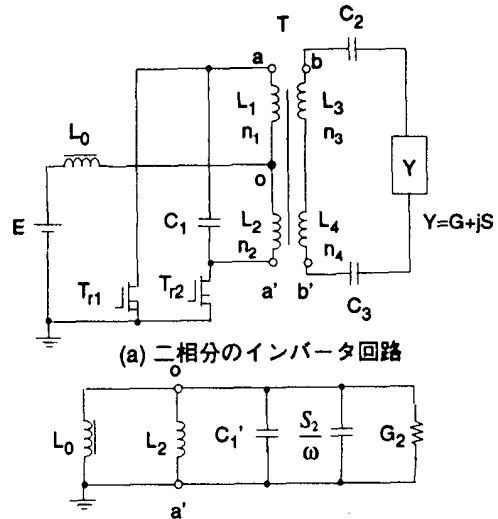 T
C₂
a
b
L₁
L₃
L₀
n₁
n₃
o
Y
E
C₁
L₂
L₄
Y=G+jS
n₂
n₄
Tr1
Tr2
a'
b'
C₃
(a) 二相分のインバータ回路
o
L₀
L₂
C₁'
S₂/ω
G₂
a'